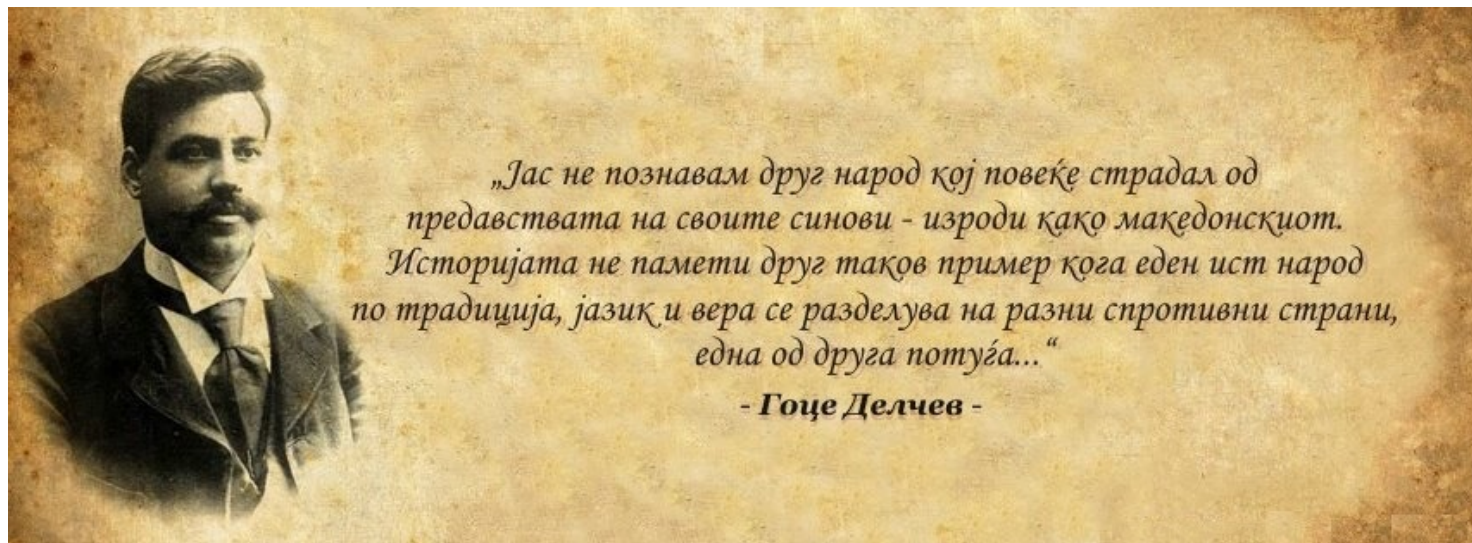 „Јас не познавам друг народ кој повеќе страдал од
предавствата на своите синови - изроди како македонскиот.
Историјата не памети друг таков пример кога еден ист народ
по традиција, јазик и вера се разделува на разни спротивни страни,
една од друга потуѓа...“
- Гоце Делчев -